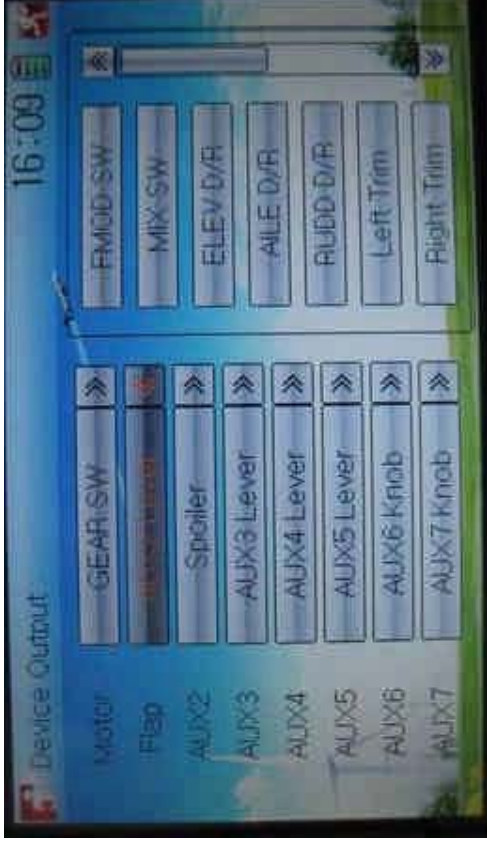 Device Output 16:09
Motor GEAR SW
Flap
AUX2 Spoiler
AUX3 AUX3 Lever
AUX4 AUX4 Lever
AUX5 AUX5 Lever
AUX6 AUX6 Knob
AUX7 AUX7 Knob
FMOD SW
MIX SW
ELEV D/R
AILE D/R
RUDD D/R
Left Trim
Right Trim